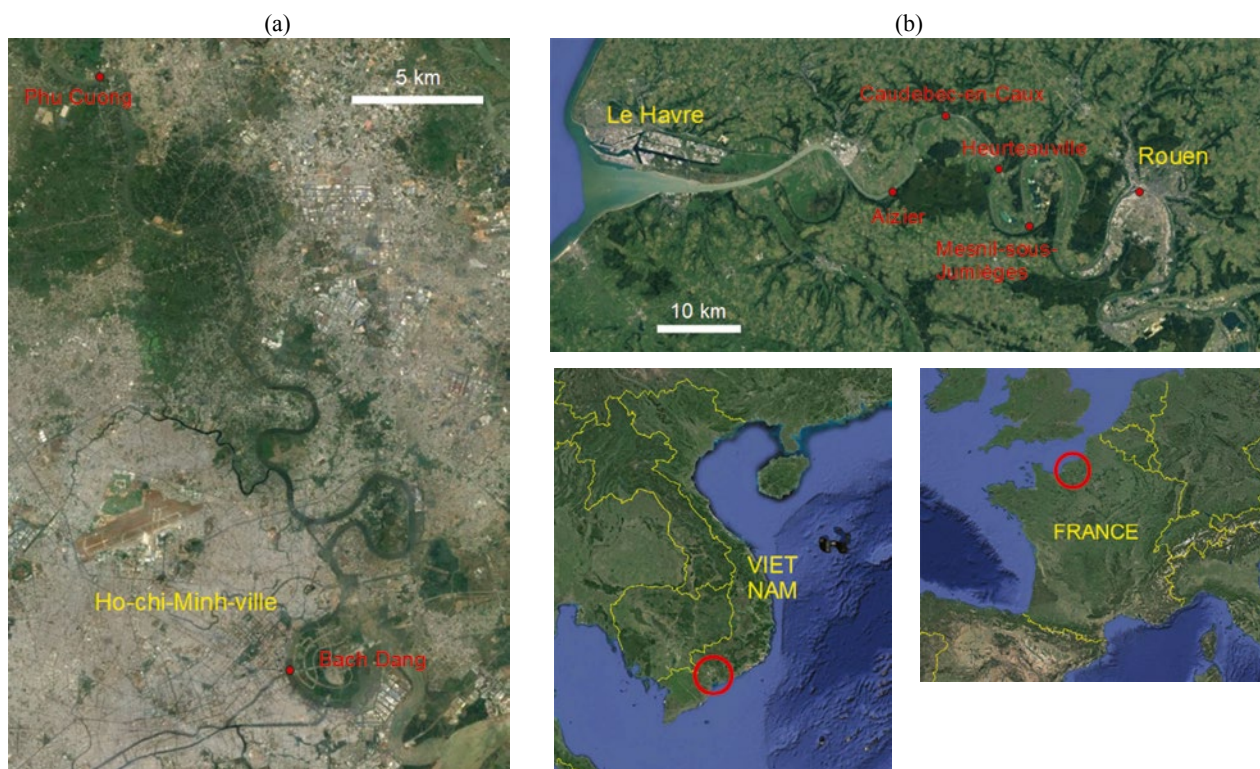 (a)
(b)
Phu Cuong
5 km
Ho-chi-Minh-ville
Bach Dang
Le Havre
Caudebec-en-Caux
Heurteauville
Rouen
Aizier
Mesnil-sous-
Jumièges
10 km
VIET
NAM
FRANCE